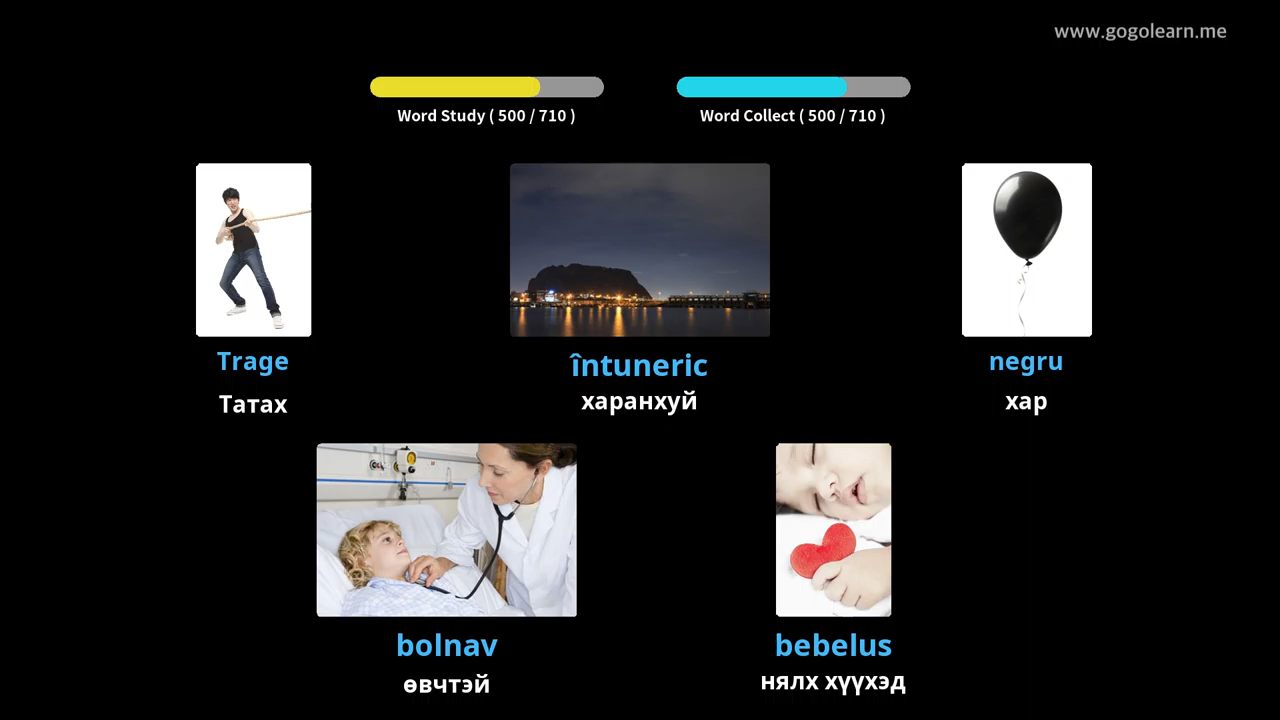 www.gogolearn.me
Word Study ( 500 / 710 )
Word Collect ( 500 / 710 )
Trage
Татах
întuneric
харанхуй
negru
хар
bolnav
өвчтэй
bebelus
нялх хүүхэд